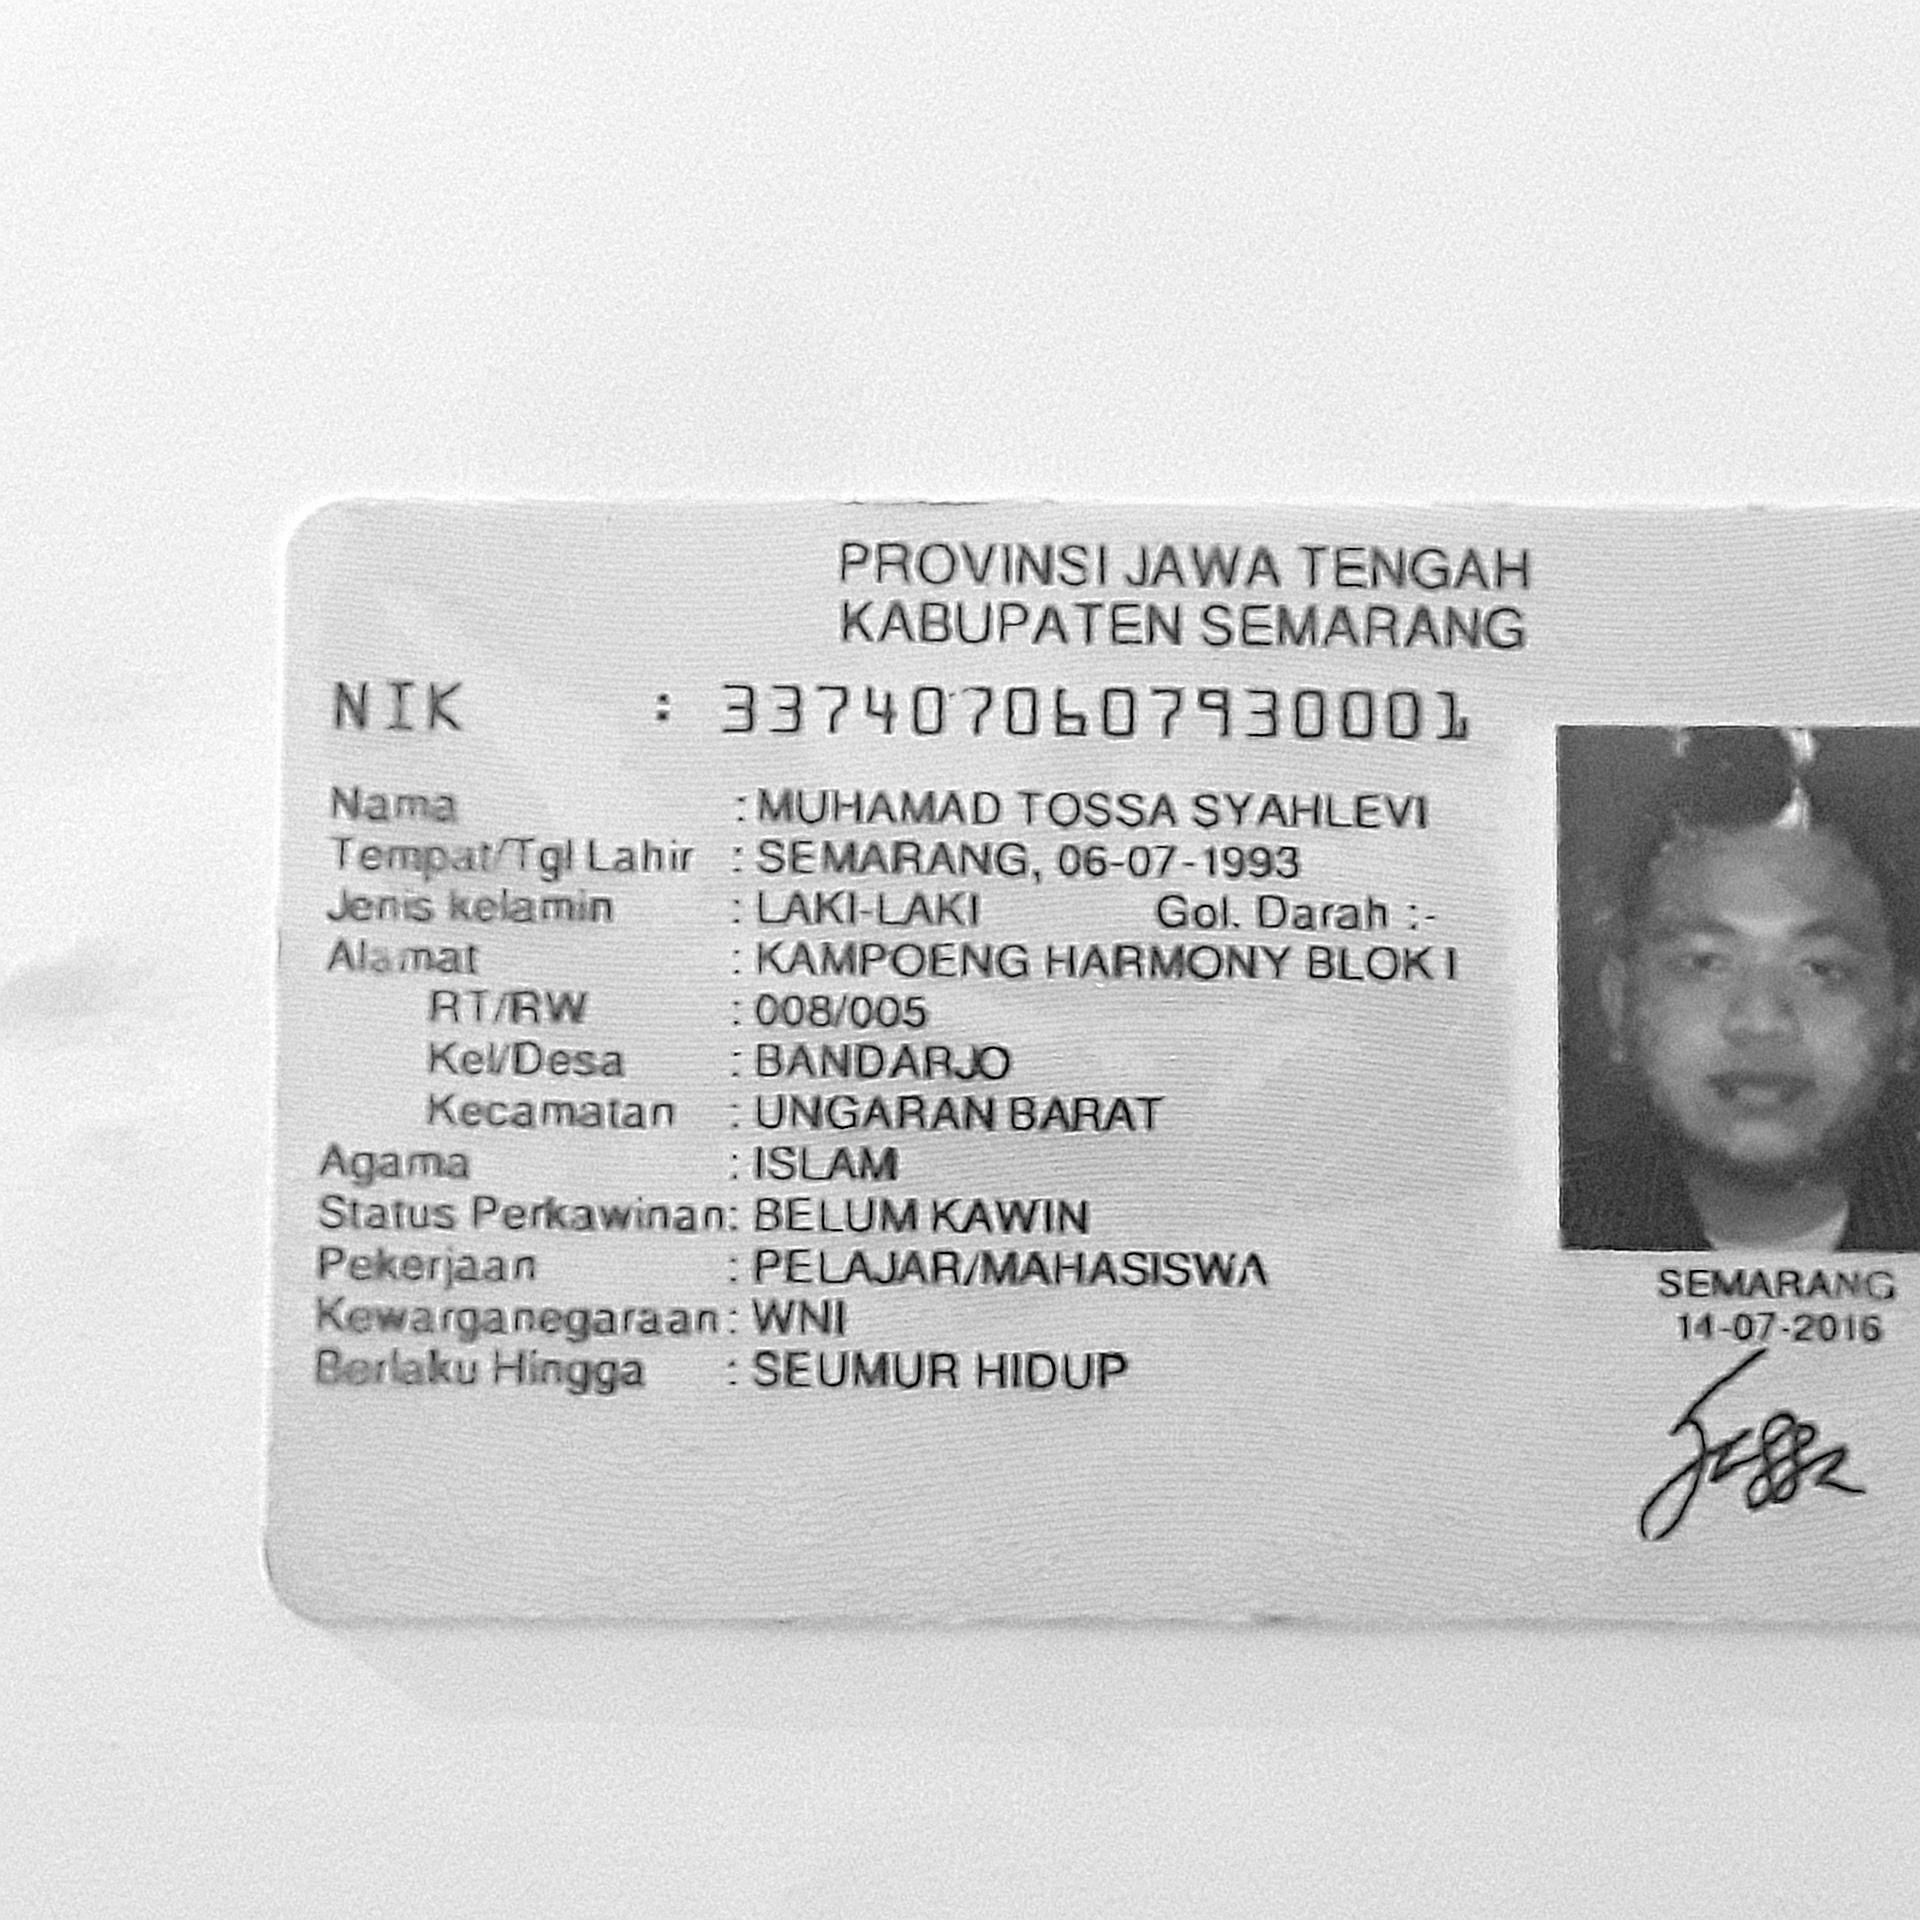 PROVINSI JAWA TENGAH
KABUPATEN SEMARANG
NIK : 3374070607930001
Nama : MUHAMAD TOSSA SYAHLEVI
Tempat/Tgl Lahir : SEMARANG, 06-07-1993
Jenis kelamin : LAKI-LAKI Gol. Darah :-
Alamat : KAMPOENG HARMONY BLOK I
RT/RW : 008/005
Kel/Desa : BANDARJO
Kecamatan : UNGARAN BARAT
Agama : ISLAM
Status Perkawinan: BELUM KAWIN
Pekerjaan : PELAJAR/MAHASISWA
Kewarganegaraan: WNI
Berlaku Hingga : SEUMUR HIDUP
SEMARANG
14-07-2016